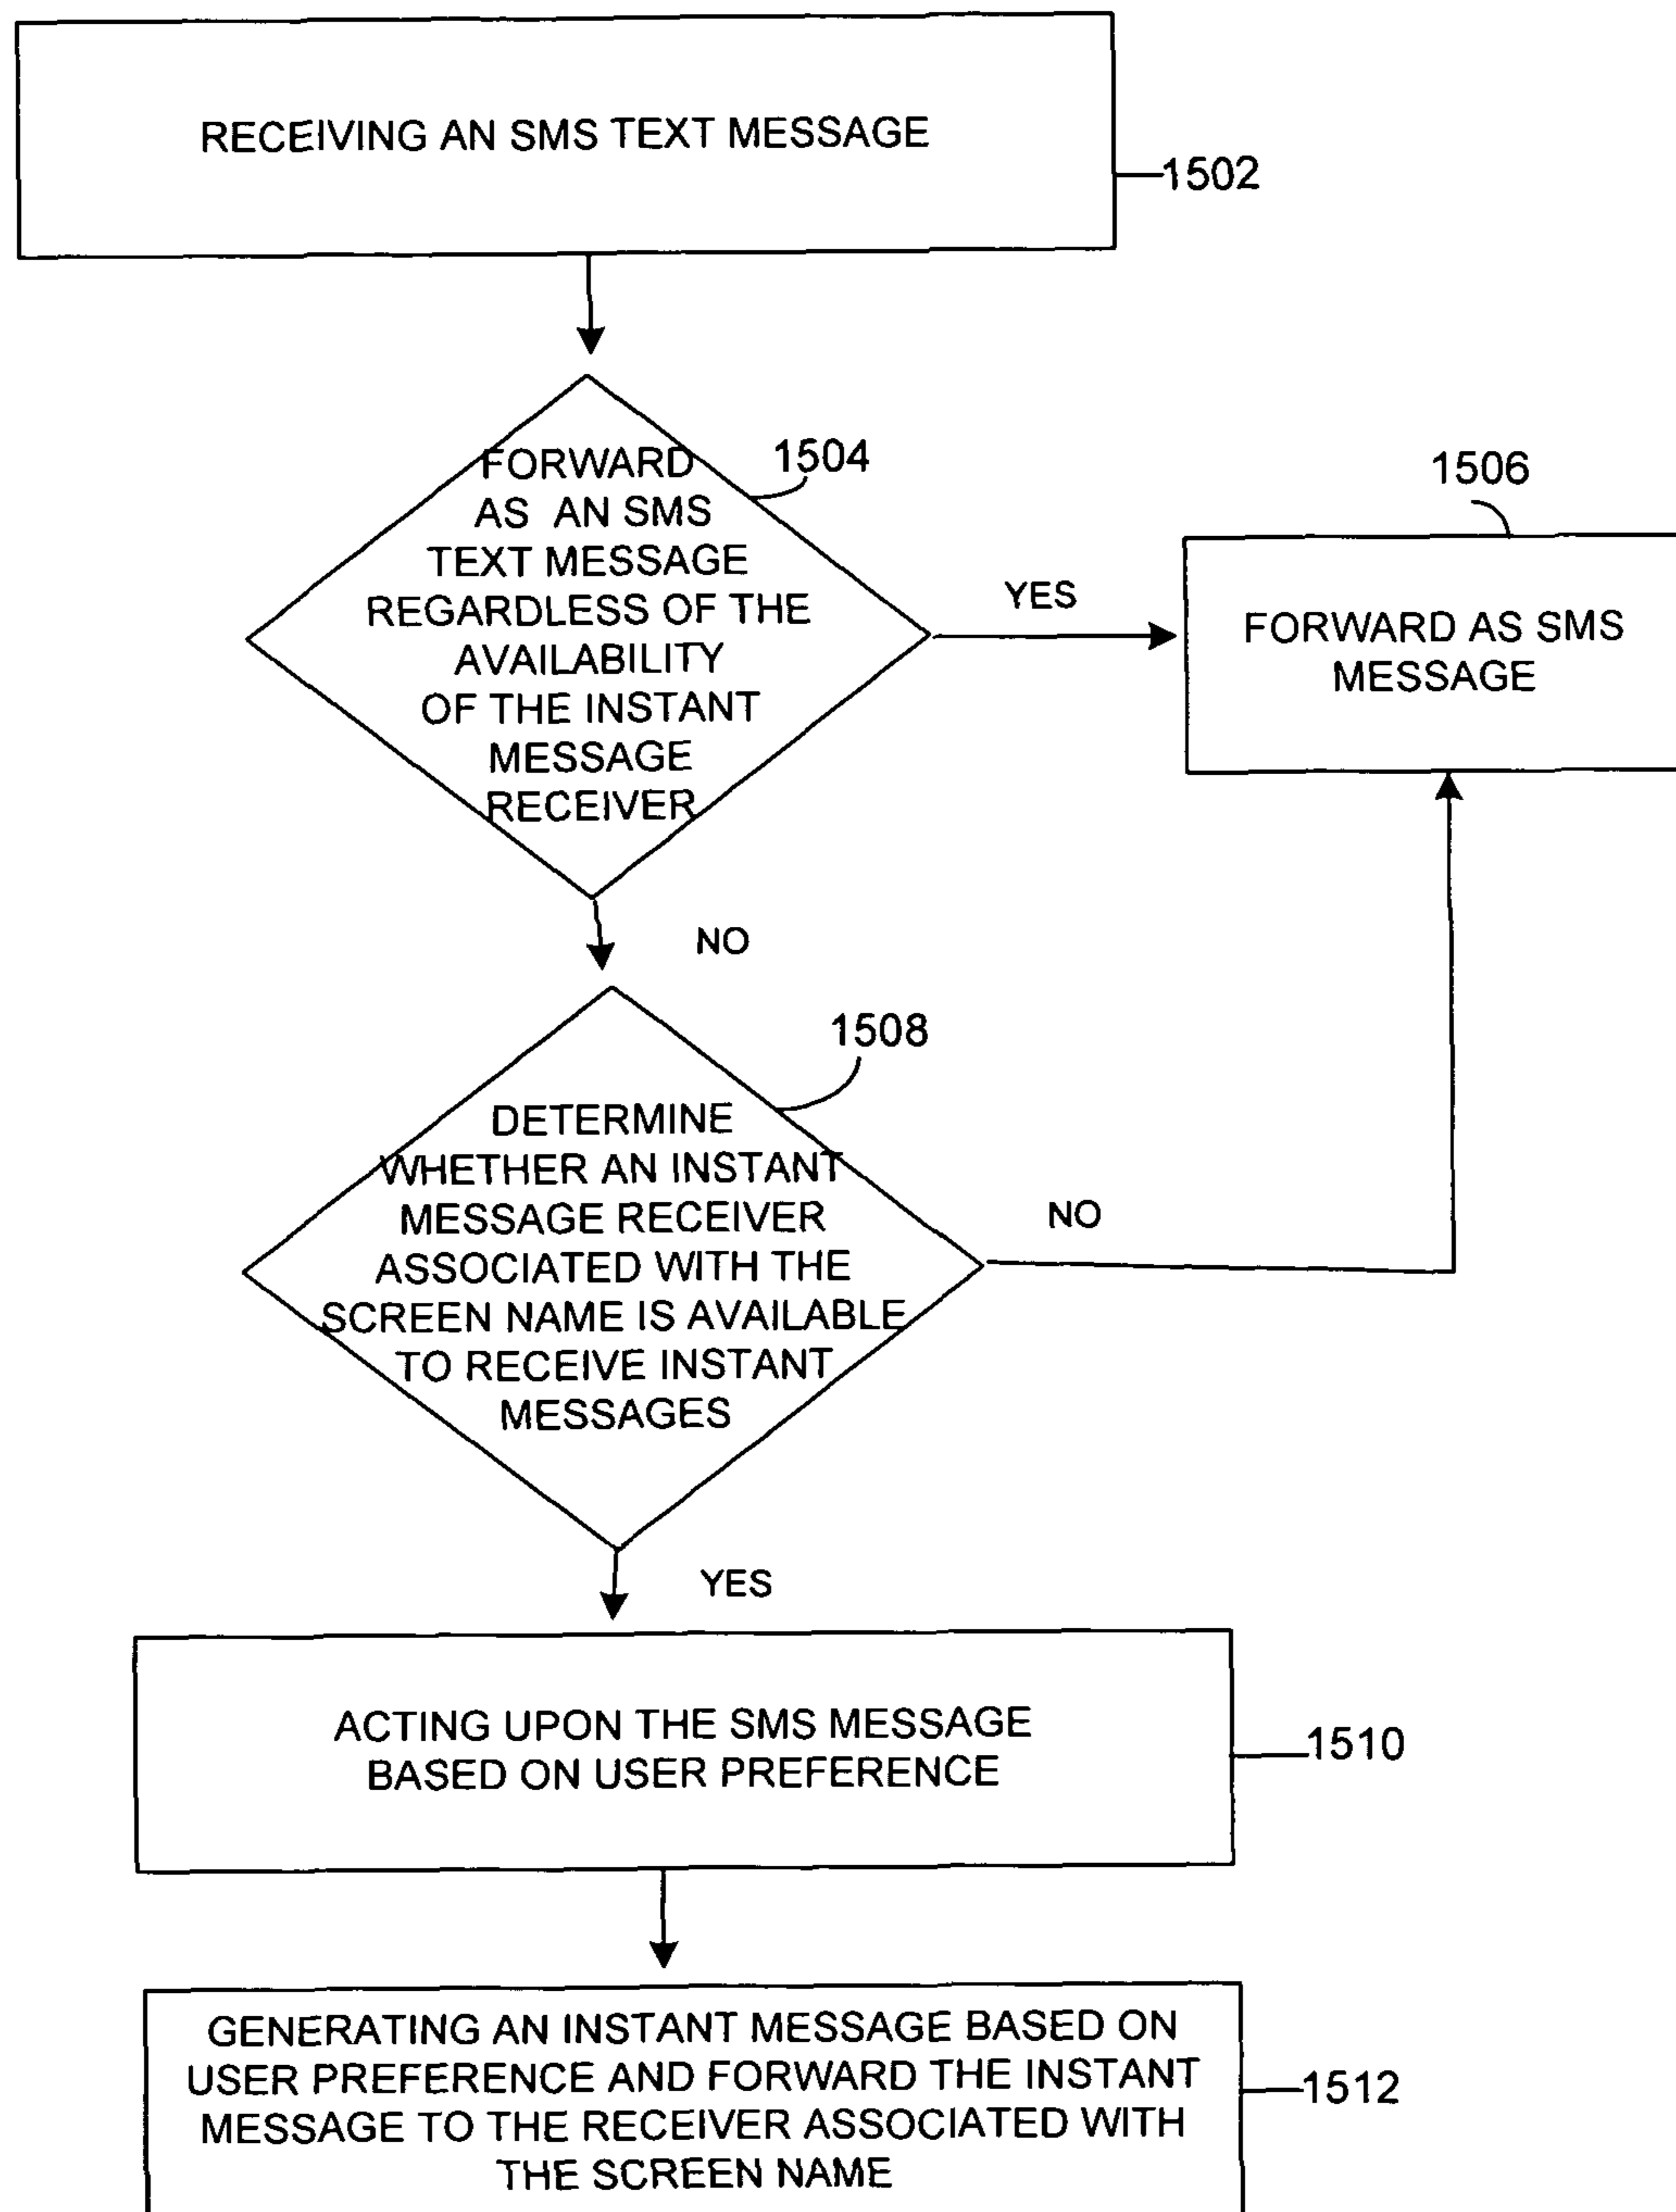 RECEIVING AN SMS TEXT MESSAGE
1502
FORWARD
AS AN SMS
TEXT MESSAGE
REGARDLESS OF THE
AVAILABILITY
OF THE INSTANT
MESSAGE
RECEIVER
1504
YES
1506
FORWARD AS SMS
MESSAGE
NO
1508
DETERMINE
WHETHER AN INSTANT
MESSAGE RECEIVER
ASSOCIATED WITH THE
SCREEN NAME IS AVAILABLE
TO RECEIVE INSTANT
MESSAGES
NO
YES
ACTING UPON THE SMS MESSAGE
BASED ON USER PREFERENCE
1510
GENERATING AN INSTANT MESSAGE BASED ON
USER PREFERENCE AND FORWARD THE INSTANT
MESSAGE TO THE RECEIVER ASSOCIATED WITH
THE SCREEN NAME
1512